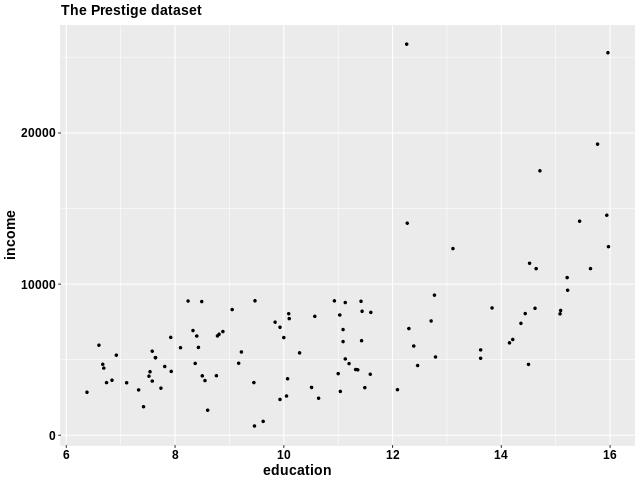 The Prestige dataset
20000
10000
0
income
6 8 10 12 14 16
education